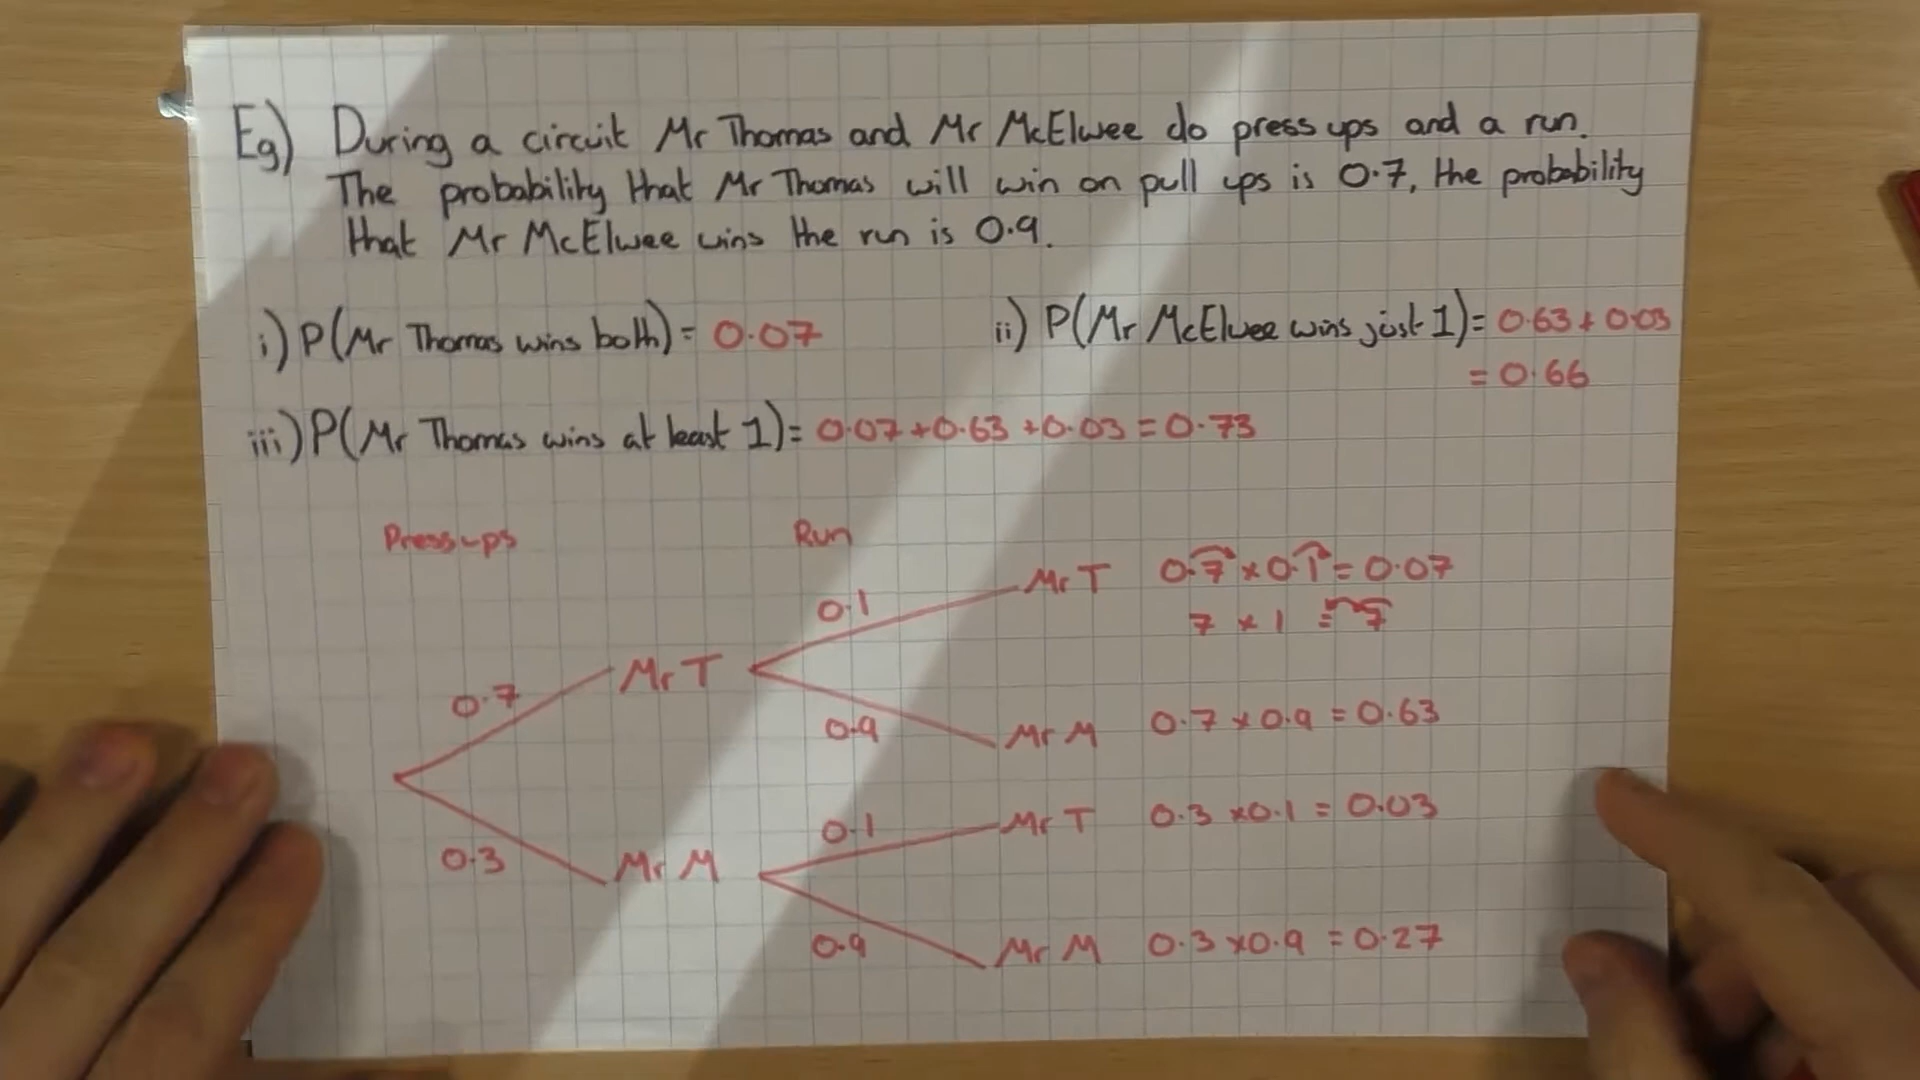 Eg) During a circuit Mr Thomas and Mr McElwee do press ups and a run.
The probability that Mr Thomas will win on pull ups is 0.7, the probability
that Mr McElwee wins the run is 0.9.
i) P(Mr Thomas wins both) = 0.07
ii) P(Mr McElwee wins just 1) = 0.63 + 0.03
= 0.66
iii) P(Mr Thomas wins at least 1) = 0.07 + 0.63 + 0.03 = 0.73
Press ups
Run
0.7
Mr T
0.1
Mr T
0.7 x 0.1 = 0.07
7 x 1 = 7
0.9
Mr M
0.7 x 0.9 = 0.63
0.3
Mr M
0.1
Mr T
0.3 x 0.1 = 0.03
0.9
Mr M
0.3 x 0.9 = 0.27